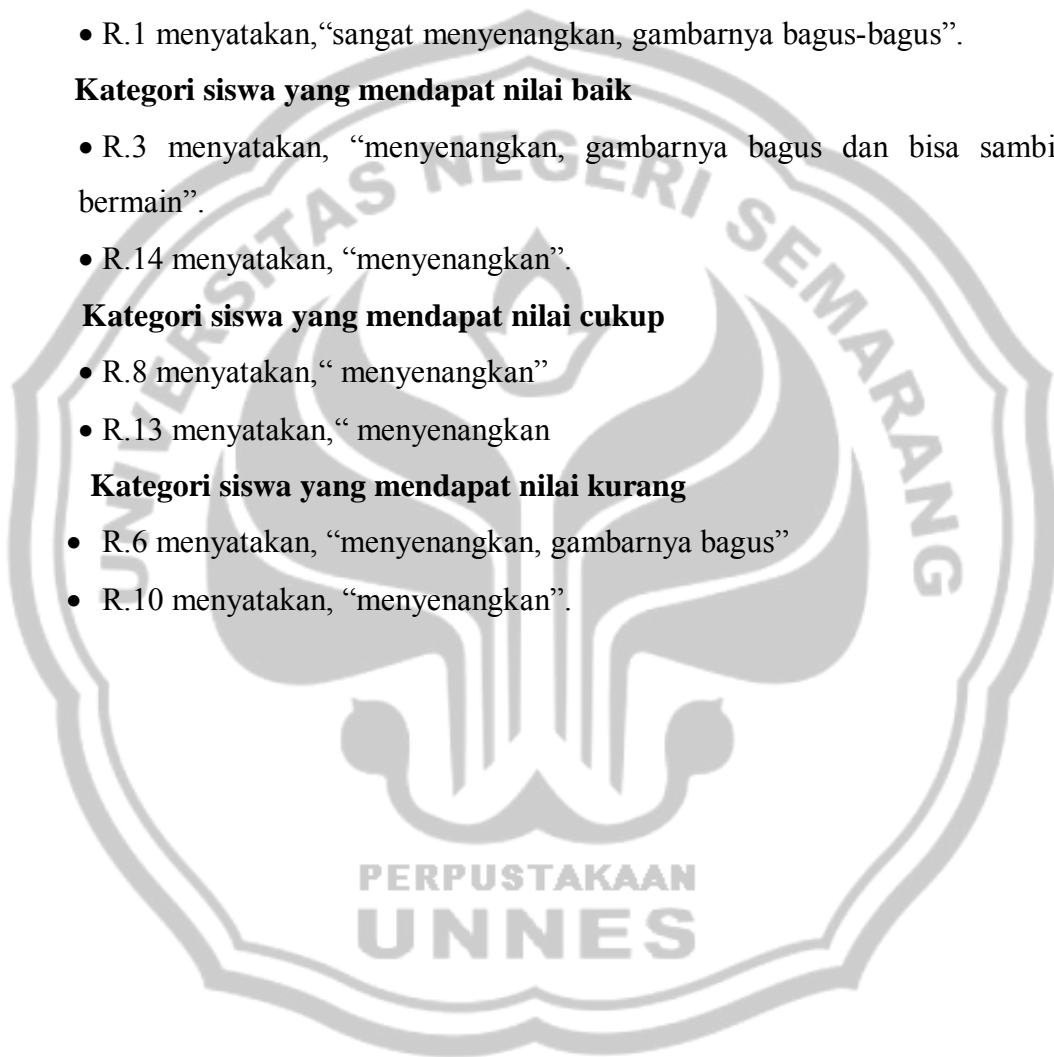 • R.1 menyatakan,“sangat menyenangkan, gambarnya bagus-bagus”.
Kategori siswa yang mendapat nilai baik
• R.3 menyatakan, “menyenangkan, gambarnya bagus dan bisa sambi
bermain”.
• R.14 menyatakan, “menyenangkan”.
Kategori siswa yang mendapat nilai cukup
• R.8 menyatakan,“ menyenangkan”
• R.13 menyatakan,“ menyenangkan
Kategori siswa yang mendapat nilai kurang
• R.6 menyatakan, “menyenangkan, gambarnya bagus”
• R.10 menyatakan, “menyenangkan”.
UNIVERSITAS NEGERI SEMARANG
PERPUSTAKAAN
UNNES